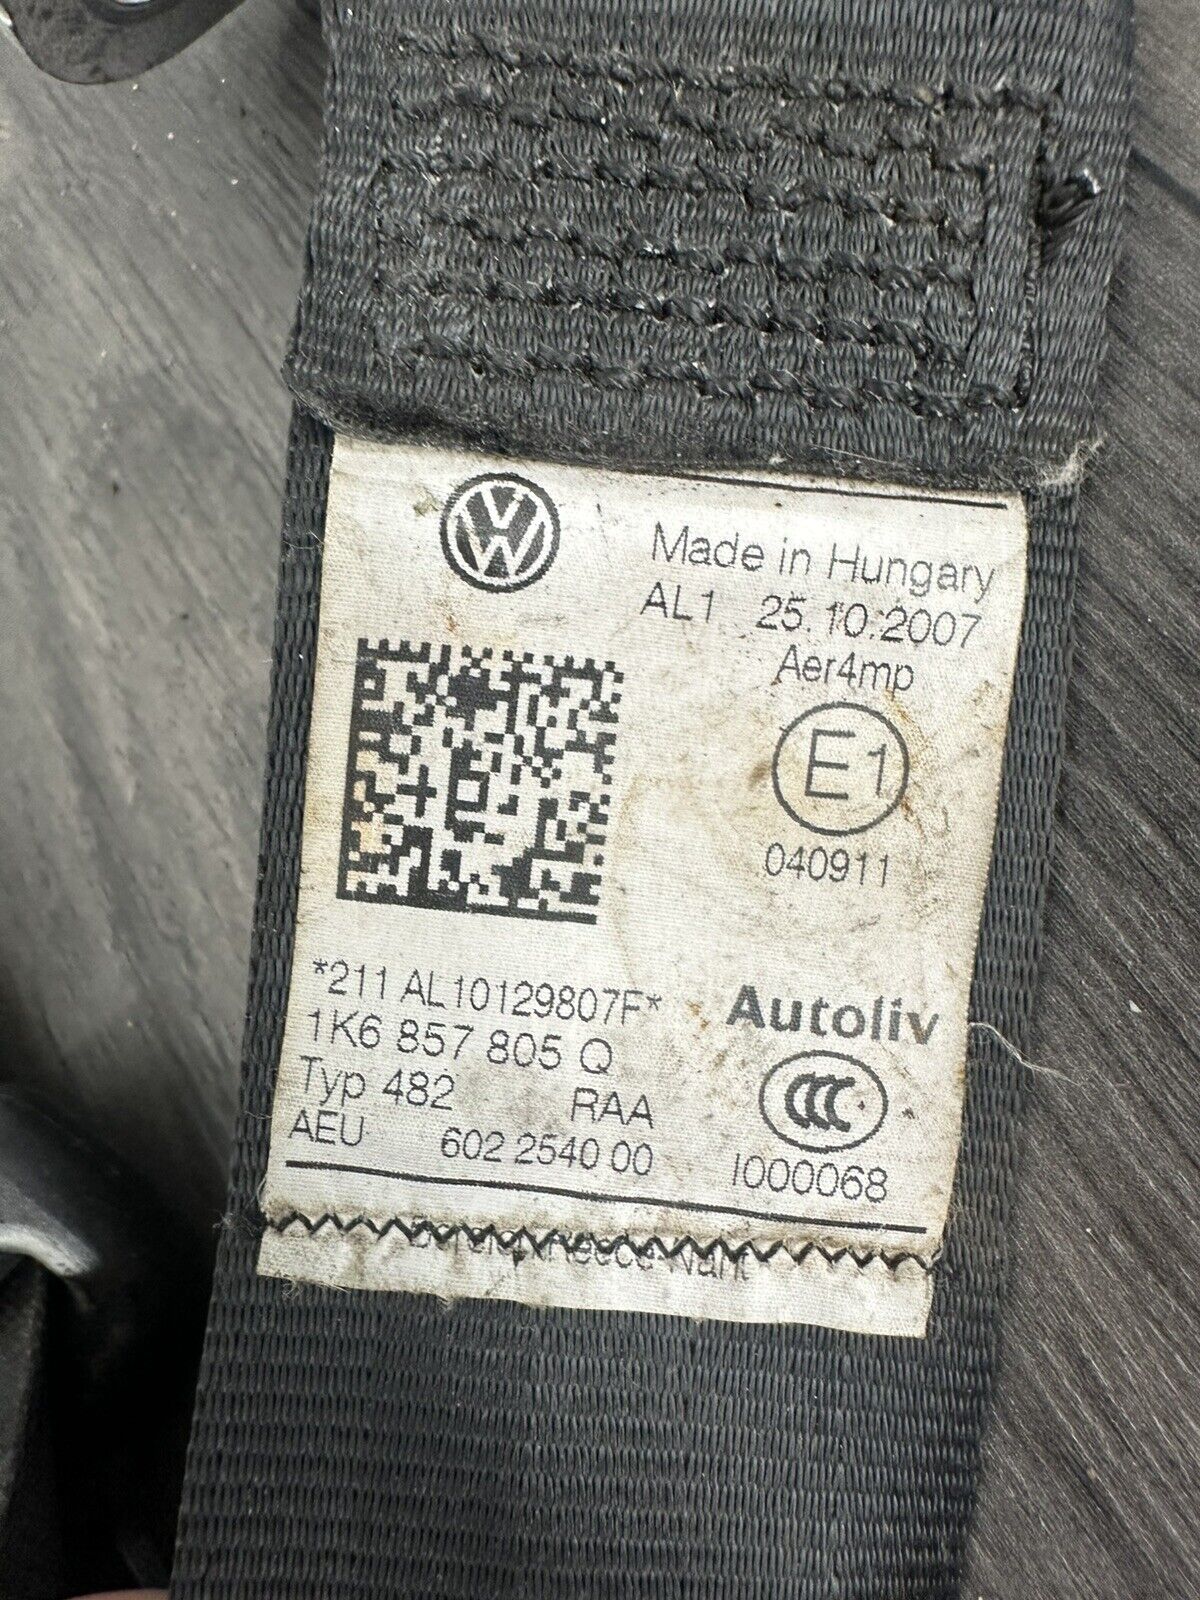 Made in Hungary
AL1 25.10.2007
Aer4mp
E1
040911
*211 AL10129807F*
1K6 857 805 Q
Typ 482 RAA
AEU 602 2540 00
Autoliv
CCC
I000068